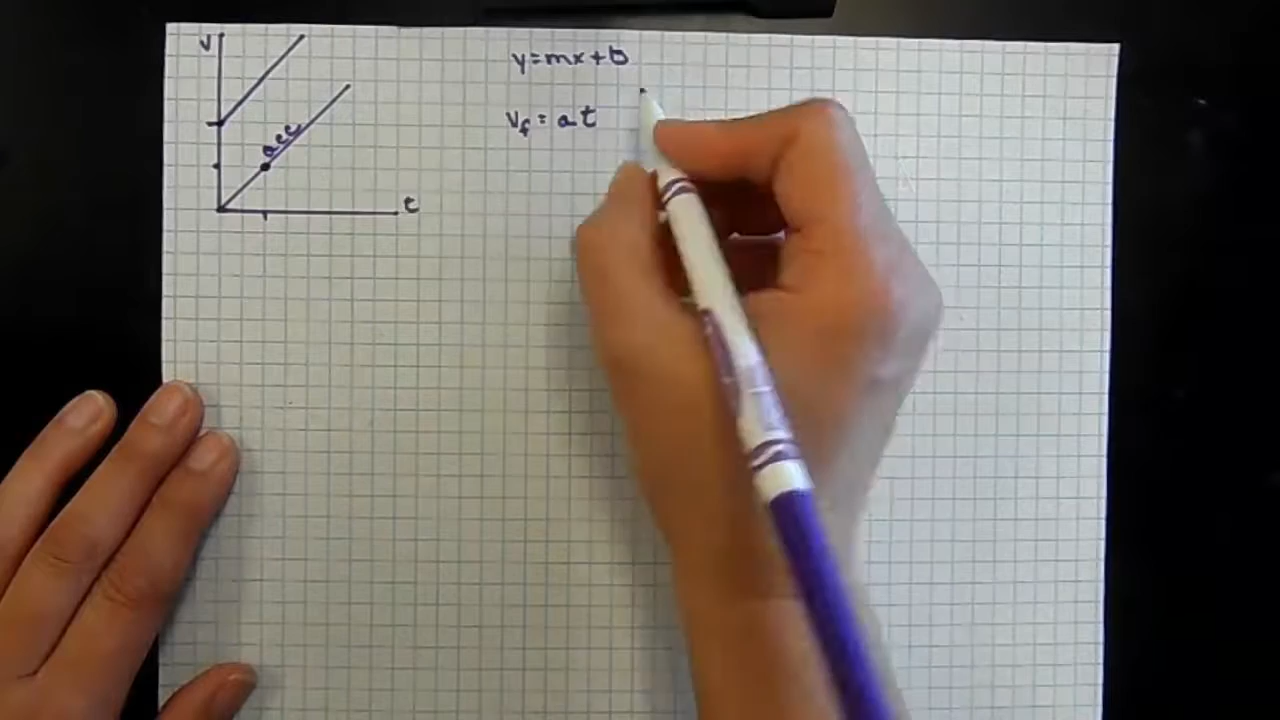 v
acc
t
y=mx+b
vf = at